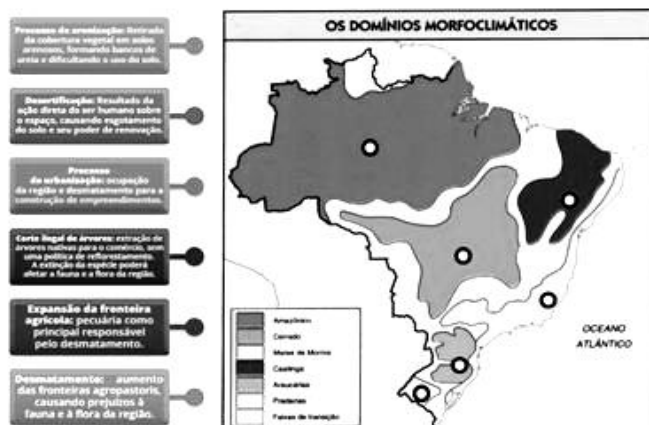 Processo de arenização: Retirada
da cobertura vegetal em solos
arenosos, formando bancos de
areia e dificultando o uso do solo.
Desertificação: Resultado da
ação direta do ser humano sobre
o espaço, causando esgotamento
do solo e seu poder de renovação.
Processo
de urbanização: ocupação
da região e desmatamento para a
construção de empreendimentos.
Corte ilegal de árvores: extração de
árvores nativas para o comércio, sem
uma política de reflorestamento.
A extinção da espécie poderá
afetar a fauna e a flora da região.
Expansão da fronteira
agrícola: pecuária como
principal responsável
pelo desmatamento.
Desmatamento: aumento
das fronteiras agropastoris,
causando prejuízos à
fauna e à flora da região.
OS DOMÍNIOS MORFOCLIMÁTICOS
Amazônico
Cerrado
Mares de Morros
Caatinga
Araucárias
Pradarias
Faixas de transição
OCEANO
ATLÂNTICO